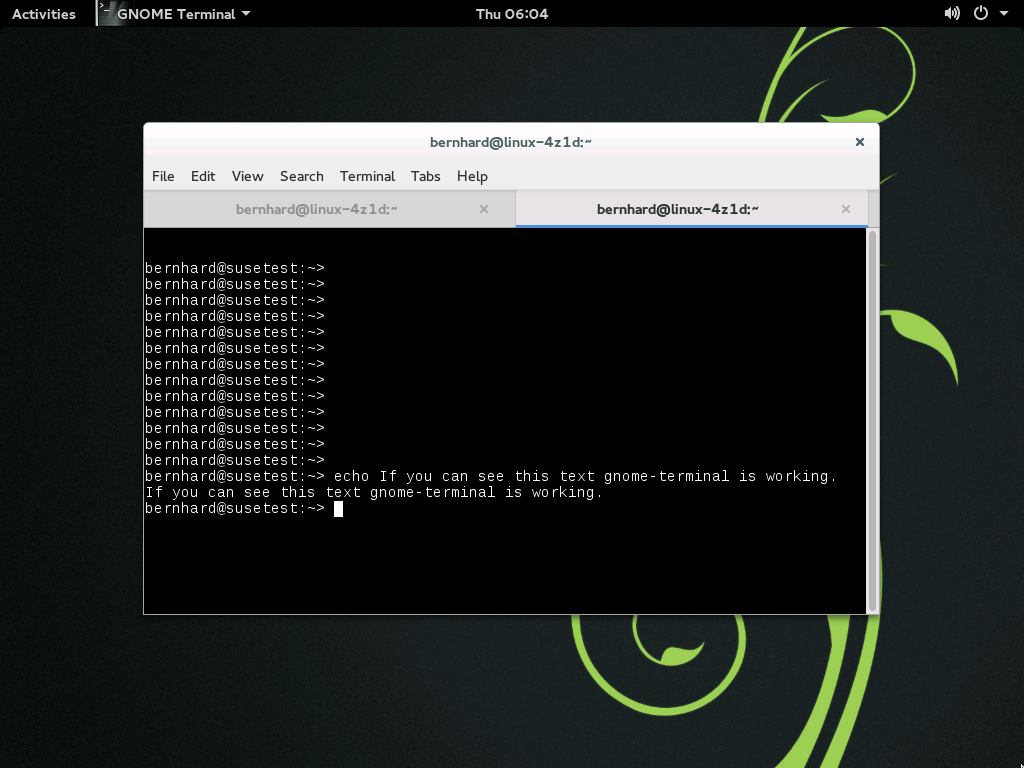 Activities GNOME Terminal Thu 06:04
bernhard@linux-4z1d:~
File Edit View Search Terminal Tabs Help
bernhard@linux-4z1d:~ bernhard@linux-4z1d:~
bernhard@susetest:~>
bernhard@susetest:~>
bernhard@susetest:~>
bernhard@susetest:~>
bernhard@susetest:~>
bernhard@susetest:~>
bernhard@susetest:~>
bernhard@susetest:~>
bernhard@susetest:~>
bernhard@susetest:~>
bernhard@susetest:~>
bernhard@susetest:~>
bernhard@susetest:~>
bernhard@susetest:~> echo If you can see this text gnome-terminal is working.
If you can see this text gnome-terminal is working.
bernhard@susetest:~>